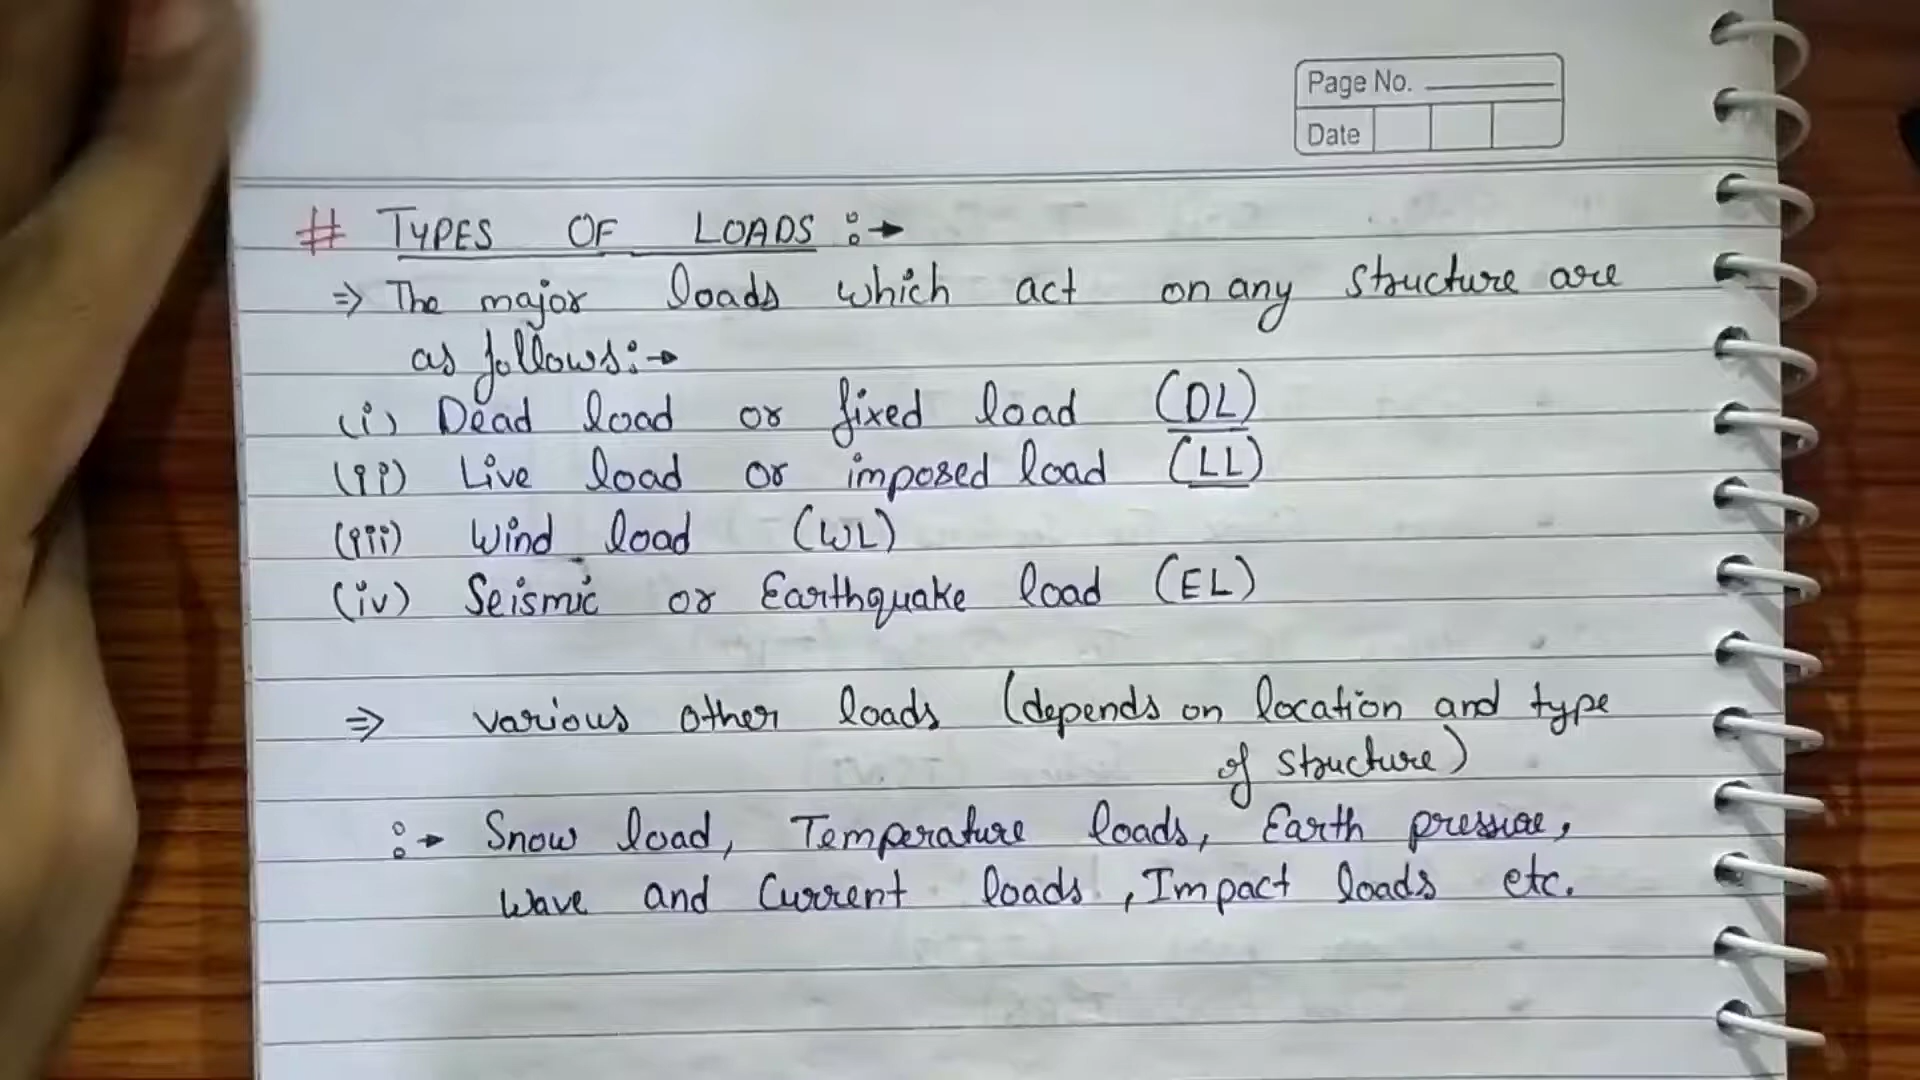 Page No.
Date
# TYPES OF LOADS :→
⇒ The major loads which act on any structure are
as follows:→
(i) Dead load or fixed load (DL)
(ii) Live load or imposed load (LL)
(iii) Wind load (WL)
(iv) Seismic or Earthquake load (EL)
⇒ various other loads (depends on location and type
of structure)
:→ Snow load, Temperature loads, Earth pressure,
Wave and Current loads, Impact loads etc.